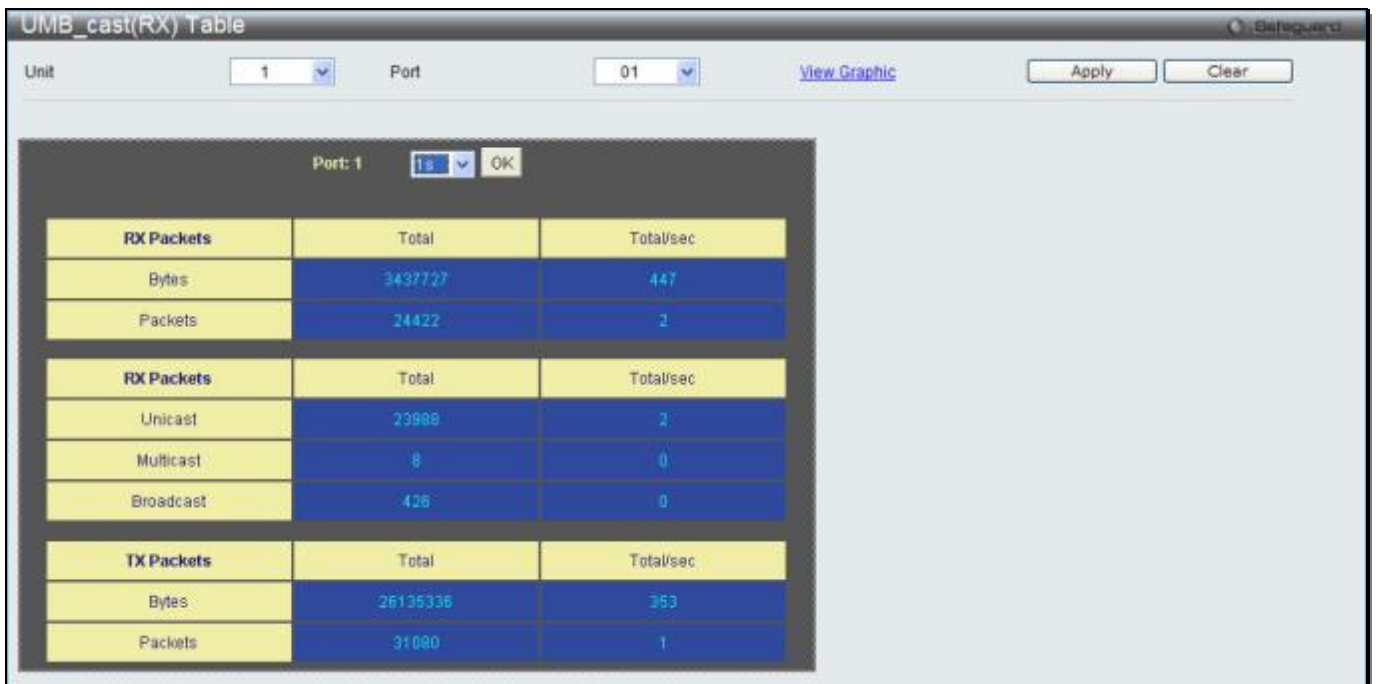 UMB_cast(RX) Table
Safeguard
Unit 1 Port 01 View Graphic Apply Clear
Port: 1 1s OK
RX Packets Total Total/sec
Bytes 3437727 447
Packets 24422 2
RX Packets Total Total/sec
Unicast 23988 2
Multicast 8 0
Broadcast 426 0
TX Packets Total Total/sec
Bytes 26135336 353
Packets 31080 1